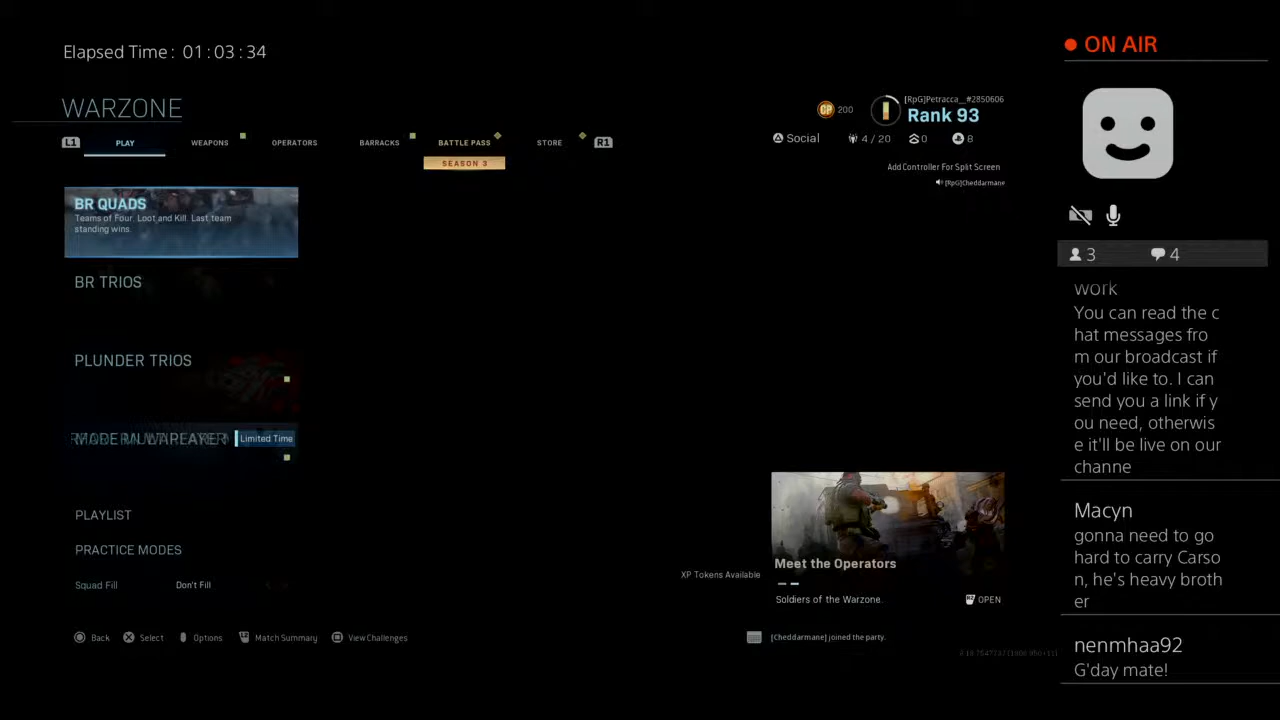 Elapsed Time: 01:03:34
ON AIR
WARZONE
200
[RpG]Petracca__#2850606
Rank 93
L1
PLAY
WEAPONS
OPERATORS
BARRACKS
BATTLE PASS
STORE
R1
SEASON 3
Social
4 / 20
0
8
Add Controller For Split Screen
[RpG]Cheddarmane
BR QUADS
Teams of Four. Loot and Kill. Last team
standing wins.
BR TRIOS
PLUNDER TRIOS
Limited Time
PLAYLIST
PRACTICE MODES
Squad Fill
Don't Fill
XP Tokens Available
Meet the Operators
Soldiers of the Warzone.
OPEN
Back
Select
Options
Match Summary
View Challenges
[Cheddarmane] joined the party.
3
4
work
You can read the c
hat messages fro
m our broadcast if
you'd like to. I can
send you a link if y
ou need, otherwis
e it'll be live on our
channe
Macyn
gonna need to go
hard to carry Carso
n, he's heavy broth
er
nenmhaa92
G'day mate!